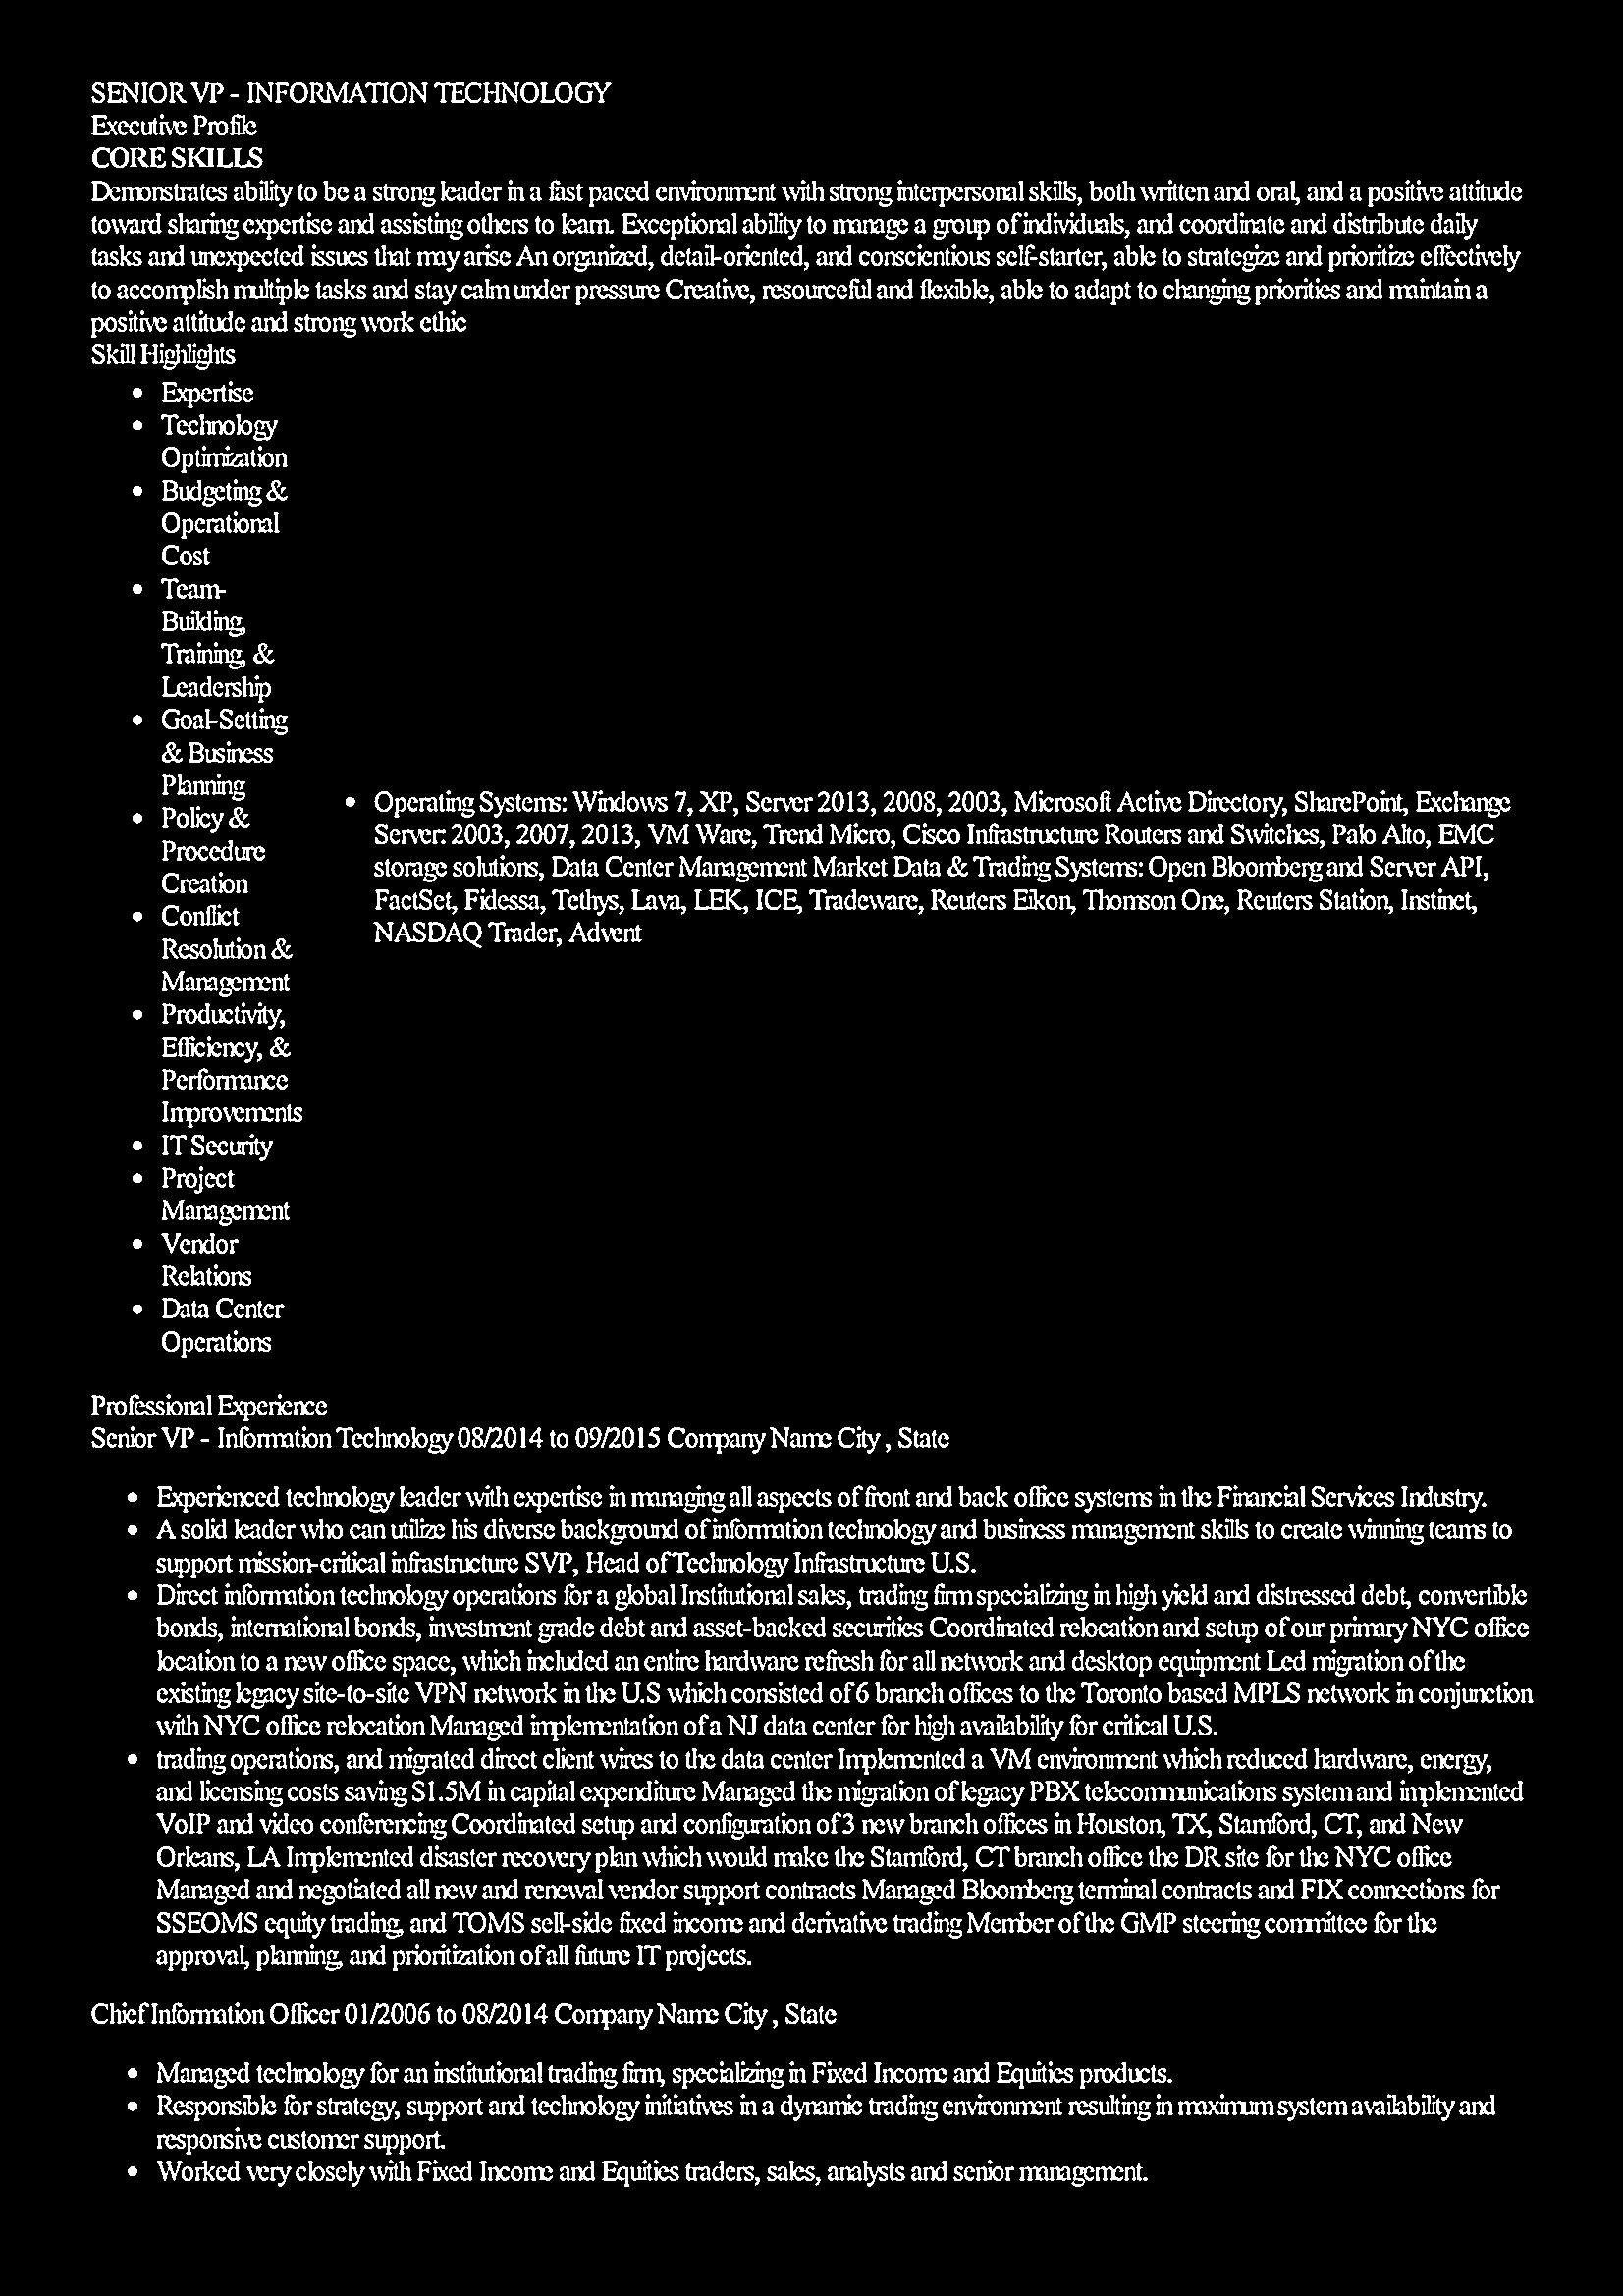 SENIOR VP - INFORMATION TECHNOLOGY
Executive Profile
CORE SKILLS
Demonstrates ability to be a strong leader in a fast paced environment with strong interpersonal skills, both written and oral, and a positive attitude
toward sharing expertise and assisting others to learn. Exceptional ability to manage a group of individuals, and coordinate and distribute daily
tasks and unexpected issues that may arise An organized, detail-oriented, and conscientious self-starter, able to strategize and prioritize effectively
to accomplish multiple tasks and stay calm under pressure Creative, resourceful and flexible, able to adapt to changing priorities and maintain a
positive attitude and strong work ethic
Skill Highlights
• Expertise
• Technology
Optimization
• Budgeting &
Operational
Cost
• Team-
Building,
Training, &
Leadership
• Goal-Setting
& Business
Planning
• Policy &
Procedure
Creation
• Conflict
Resolution &
Management
• Productivity,
Efficiency, &
Performance
Improvements
• IT Security
• Project
Management
• Vendor
Relations
• Data Center
Operations
• Operating Systems: Windows 7, XP, Server 2013, 2008, 2003, Microsoft Active Directory, SharePoint, Exchange
Server: 2003, 2007, 2013, VM Ware, Trend Micro, Cisco Infrastructure Routers and Switches, Palo Alto, EMC
storage solutions, Data Center Management Market Data & Trading Systems: Open Bloomberg and Server API,
FactSet, Fidessa, Tethys, Lava, LEK, ICE, Tradeware, Reuters Eikon, Thomson One, Reuters Station, Instinet,
NASDAQ Trader, Advent
Professional Experience
Senior VP - Information Technology 08/2014 to 09/2015 Company Name City , State
• Experienced technology leader with expertise in managing all aspects of front and back office systems in the Financial Services Industry.
• A solid leader who can utilize his diverse background of information technology and business management skills to create winning teams to
support mission-critical infrastructure SVP, Head of Technology Infrastructure U.S.
• Direct information technology operations for a global Institutional sales, trading firm specializing in high yield and distressed debt, convertible
bonds, international bonds, investment grade debt and asset-backed securities Coordinated relocation and setup of our primary NYC office
location to a new office space, which included an entire hardware refresh for all network and desktop equipment Led migration of the
existing legacy site-to-site VPN network in the U.S which consisted of 6 branch offices to the Toronto based MPLS network in conjunction
with NYC office relocation Managed implementation of a NJ data center for high availability for critical U.S.
• trading operations, and migrated direct client wires to the data center Implemented a VM environment which reduced hardware, energy,
and licensing costs saving $1.5M in capital expenditure Managed the migration of legacy PBX telecommunications system and implemented
VoIP and video conferencing Coordinated setup and configuration of 3 new branch offices in Houston, TX, Stamford, CT, and New
Orleans, LA Implemented disaster recovery plan which would make the Stamford, CT branch office the DR site for the NYC office
Managed and negotiated all new and renewal vendor support contracts Managed Bloomberg terminal contracts and FIX connections for
SSEOMS equity trading, and TOMS sell-side fixed income and derivative trading Member of the GMP steering committee for the
approval, planning, and prioritization of all future IT projects.
Chief Information Officer 01/2006 to 08/2014 Company Name City , State
• Managed technology for an institutional trading firm, specializing in Fixed Income and Equities products.
• Responsible for strategy, support and technology initiatives in a dynamic trading environment resulting in maximum system availability and
responsive customer support.
• Worked very closely with Fixed Income and Equities traders, sales, analysts and senior management.